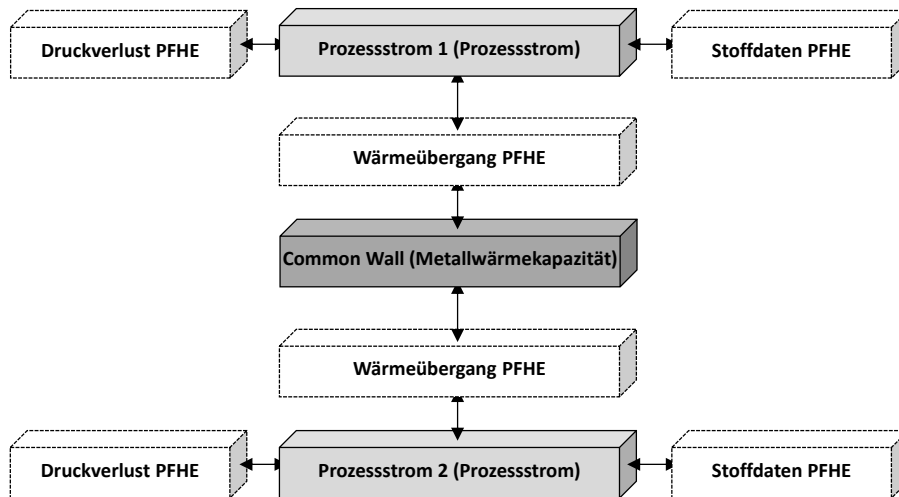 Druckverlust PFHE
Prozessstrom 1 (Prozessstrom)
Stoffdaten PFHE
Wärmeübergang PFHE
Common Wall (Metallwärmekapazität)
Wärmeübergang PFHE
Druckverlust PFHE
Prozessstrom 2 (Prozessstrom)
Stoffdaten PFHE